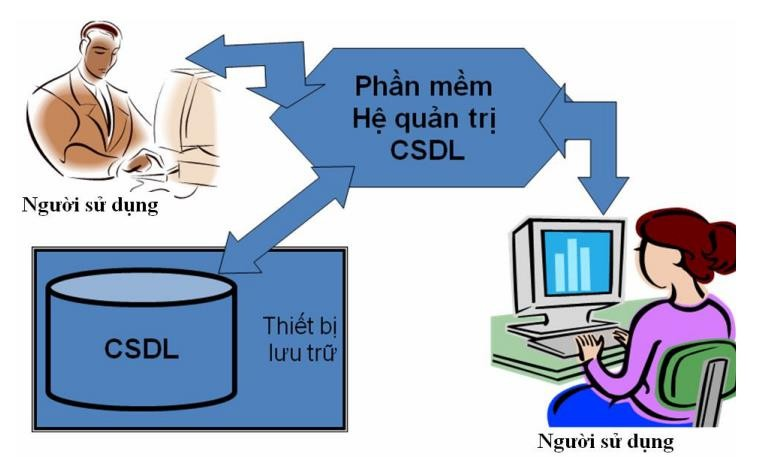 Phần mềm
Hệ quản trị
CSDL
Người sử dụng
CSDL
Thiết bị
lưu trữ
Người sử dụng